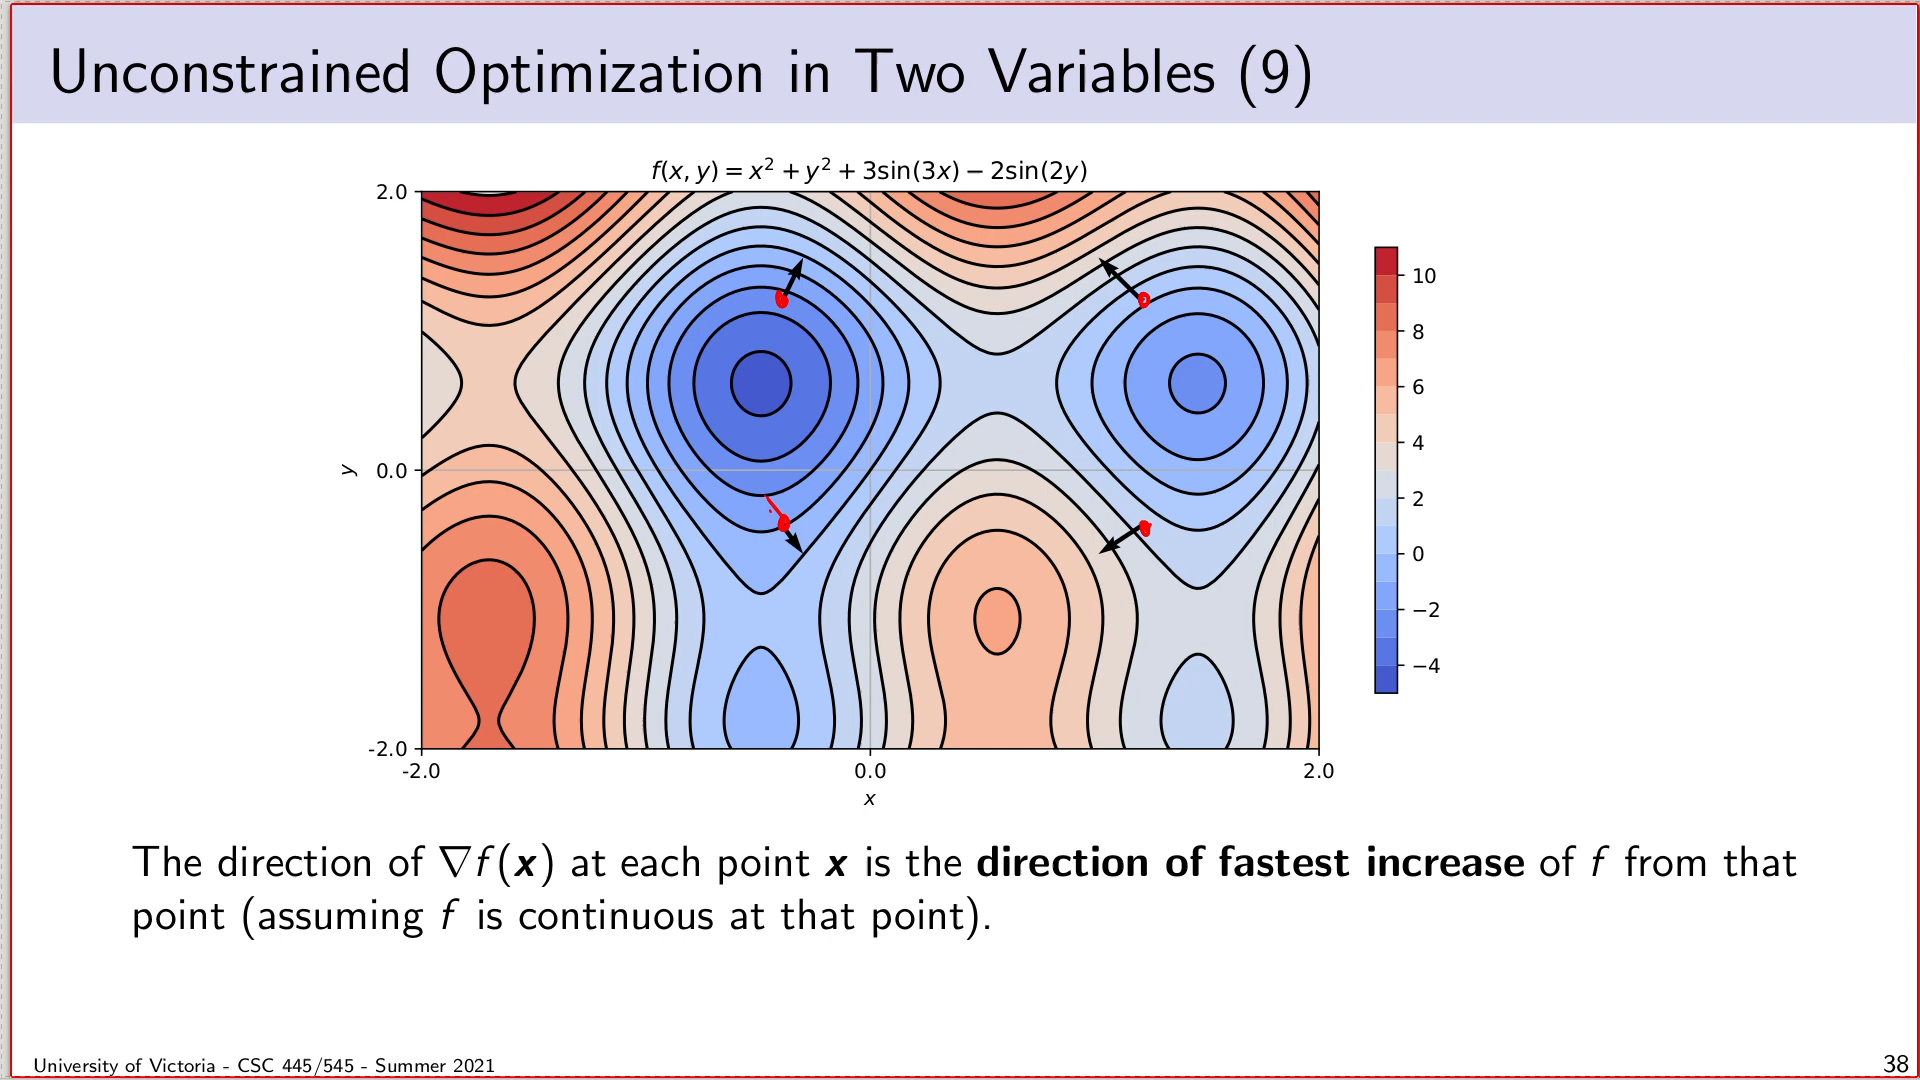 Unconstrained Optimization in Two Variables (9)
f(x, y) = x² + y² + 3sin(3x) − 2sin(2y)
2.0
y
0.0
-2.0
-2.0
0.0
2.0
x
10
8
6
4
2
0
−2
−4
The direction of ∇f(x) at each point x is the direction of fastest increase of f from that
point (assuming f is continuous at that point).
University of Victoria - CSC 445/545 - Summer 2021
38